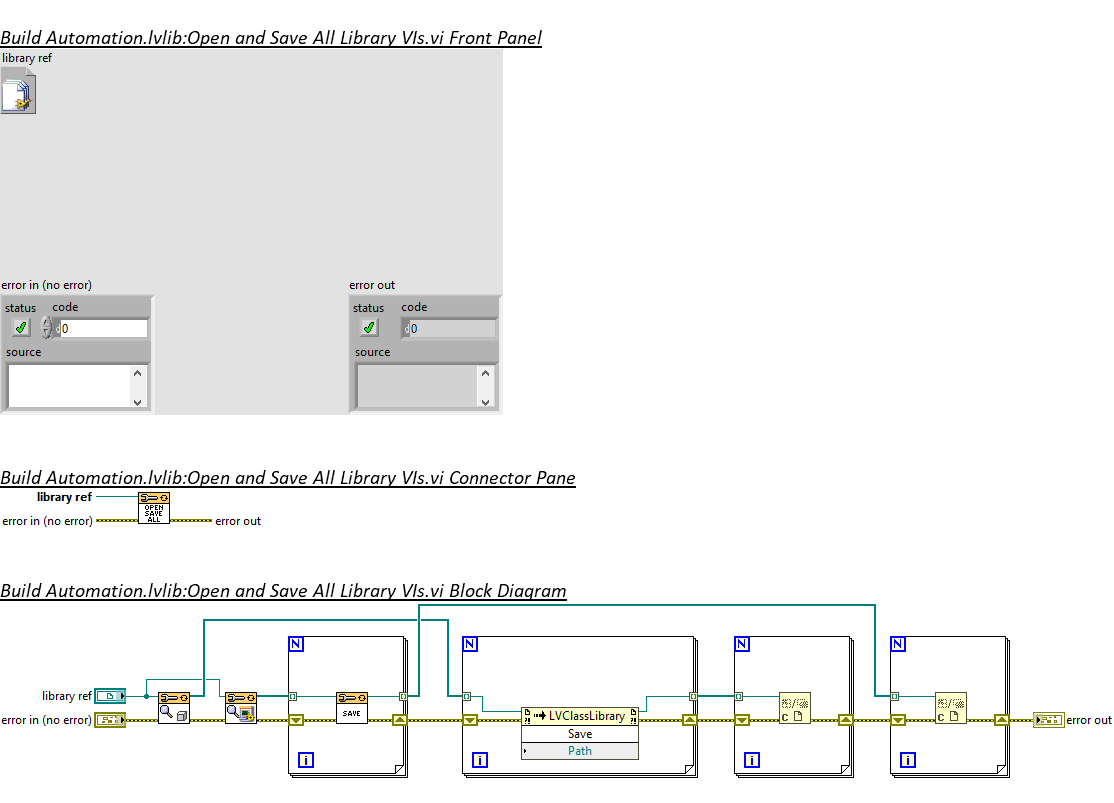 Build Automation.lvlib:Open and Save All Library VIs.vi Front Panel
library ref
error in (no error)
error out
status code
0
source
status code
0
source
Build Automation.lvlib:Open and Save All Library VIs.vi Connector Pane
library ref
OPEN
SAVE
ALL
error in (no error)
error out
Build Automation.lvlib:Open and Save All Library VIs.vi Block Diagram
N
N
N
N
library ref
error in (no error)
SAVE
LVClassLibrary
Save
Path
C
C
error out
i
i
i
i